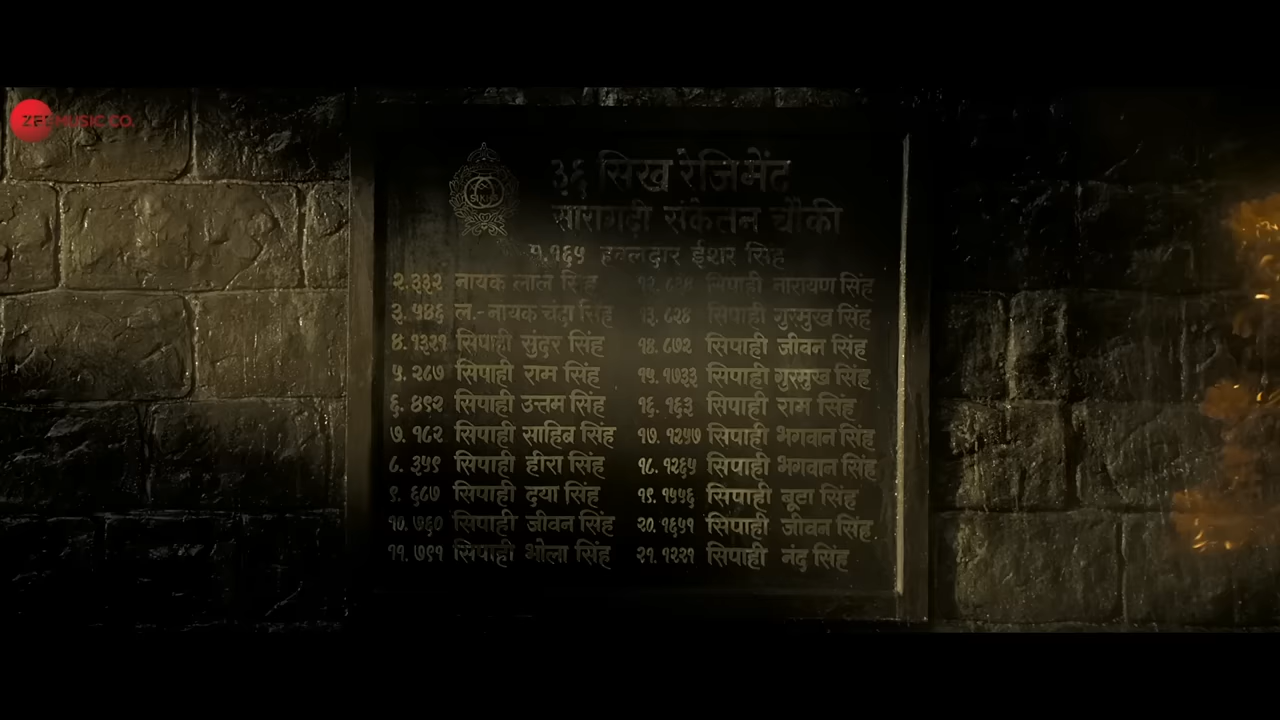 ZEE MUSIC CO.
३६ सिख रेजिमेंट
सारागढ़ी संकेतन चौकी
१.१६५ हवलदार ईशर सिंह
२.३३२ नायक लाल सिंह
३.५४६ ल.-नायक चंदा सिंह
४.१३२१ सिपाही सुंदर सिंह
५.२८७ सिपाही राम सिंह
६.४९२ सिपाही उत्तम सिंह
७.१८२ सिपाही साहिब सिंह
८.३५९ सिपाही हीरा सिंह
९.६८७ सिपाही दया सिंह
१०.७६० सिपाही जीवन सिंह
११.७९१ सिपाही भोला सिंह
१२.८३४ सिपाही नारायण सिंह
१३.८२४ सिपाही गुरमुख सिंह
१४.८७२ सिपाही जीवन सिंह
१५.१७३३ सिपाही गुरमुख सिंह
१६.१६३ सिपाही राम सिंह
१७.१२५७ सिपाही भगवान सिंह
१८.१२६५ सिपाही भगवान सिंह
१९.१५५६ सिपाही बूटा सिंह
२०.१६५१ सिपाही जीवन सिंह
२१.१२२१ सिपाही नंद सिंह